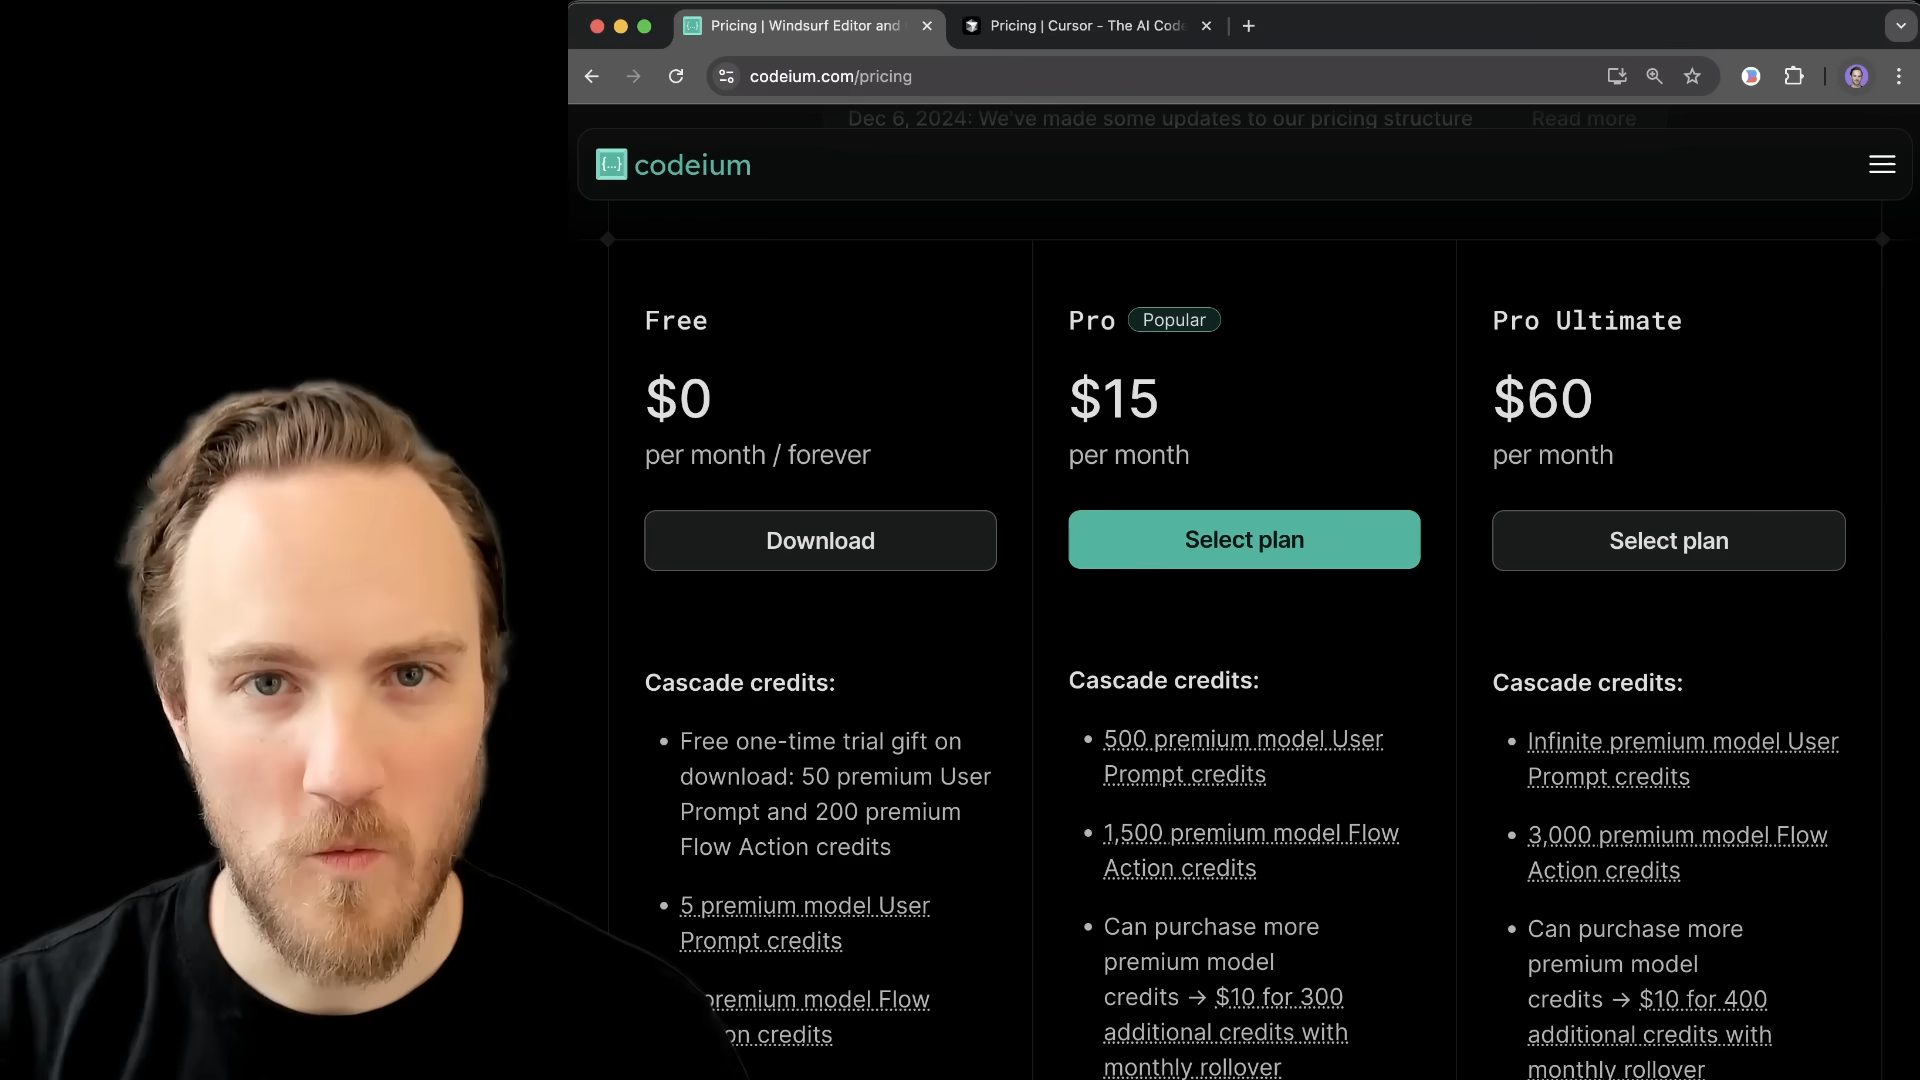 Pricing | Windsurf Editor and
Pricing | Cursor - The AI Code
codeium.com/pricing
Dec 6, 2024: We've made some updates to our pricing structure Read more
{...} codeium
Free
$0
per month / forever
Download
Cascade credits:
• Free one-time trial gift on
download: 50 premium User
Prompt and 200 premium
Flow Action credits
• 5 premium model User
Prompt credits
premium model Flow
credits
Pro Popular
$15
per month
Select plan
Cascade credits:
• 500 premium model User
Prompt credits
• 1,500 premium model Flow
Action credits
• Can purchase more
premium model
credits → $10 for 300
additional credits with
monthly rollover
Pro Ultimate
$60
per month
Select plan
Cascade credits:
• Infinite premium model User
Prompt credits
• 3,000 premium model Flow
Action credits
• Can purchase more
premium model
credits → $10 for 400
additional credits with
monthly rollover